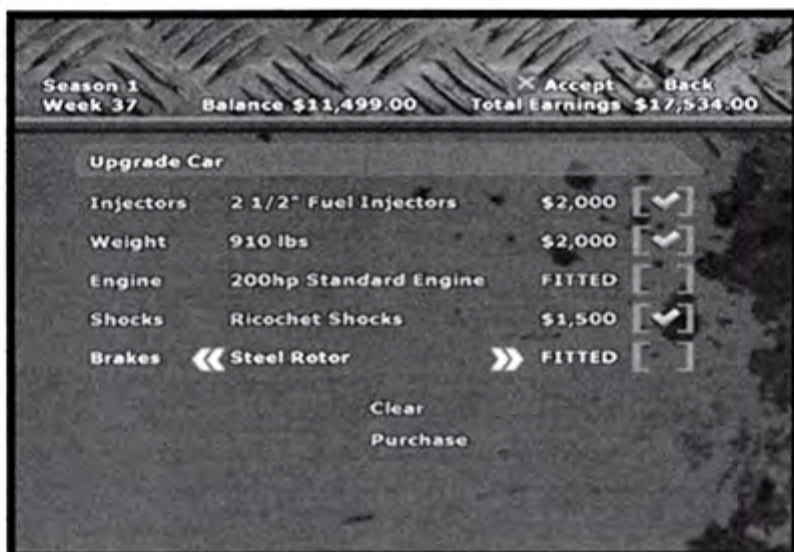 Season 1 ✕ Accept △ Back
Week 37 Balance $11,499.00 Total Earnings $17,534.00
Upgrade Car
Injectors 2 1/2" Fuel Injectors $2,000
Weight 910 lbs $2,000
Engine 200hp Standard Engine FITTED
Shocks Ricochet Shocks $1,500
Brakes « Steel Rotor » FITTED
Clear
Purchase